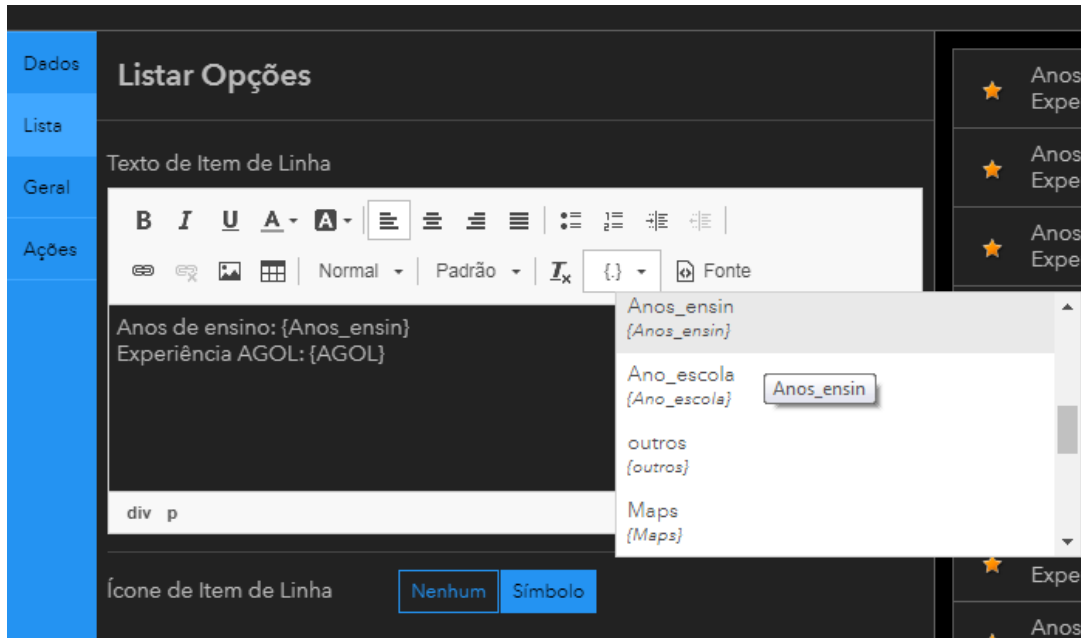 Dados
Lista
Geral
Ações
Listar Opções
Texto de Item de Linha
B I U A A
Normal Padrão Tx {.} Fonte
Anos de ensino: {Anos_ensin}
Experiência AGOL: {AGOL}
div p
Anos_ensin
{Anos_ensin}
Ano_escola
{Ano_escola}
Anos_ensin
outros
{outros}
Maps
{Maps}
Ícone de Item de Linha
Nenhum Símbolo
Anos
Expe
Anos
Expe
Anos
Expe
Expe
Anos